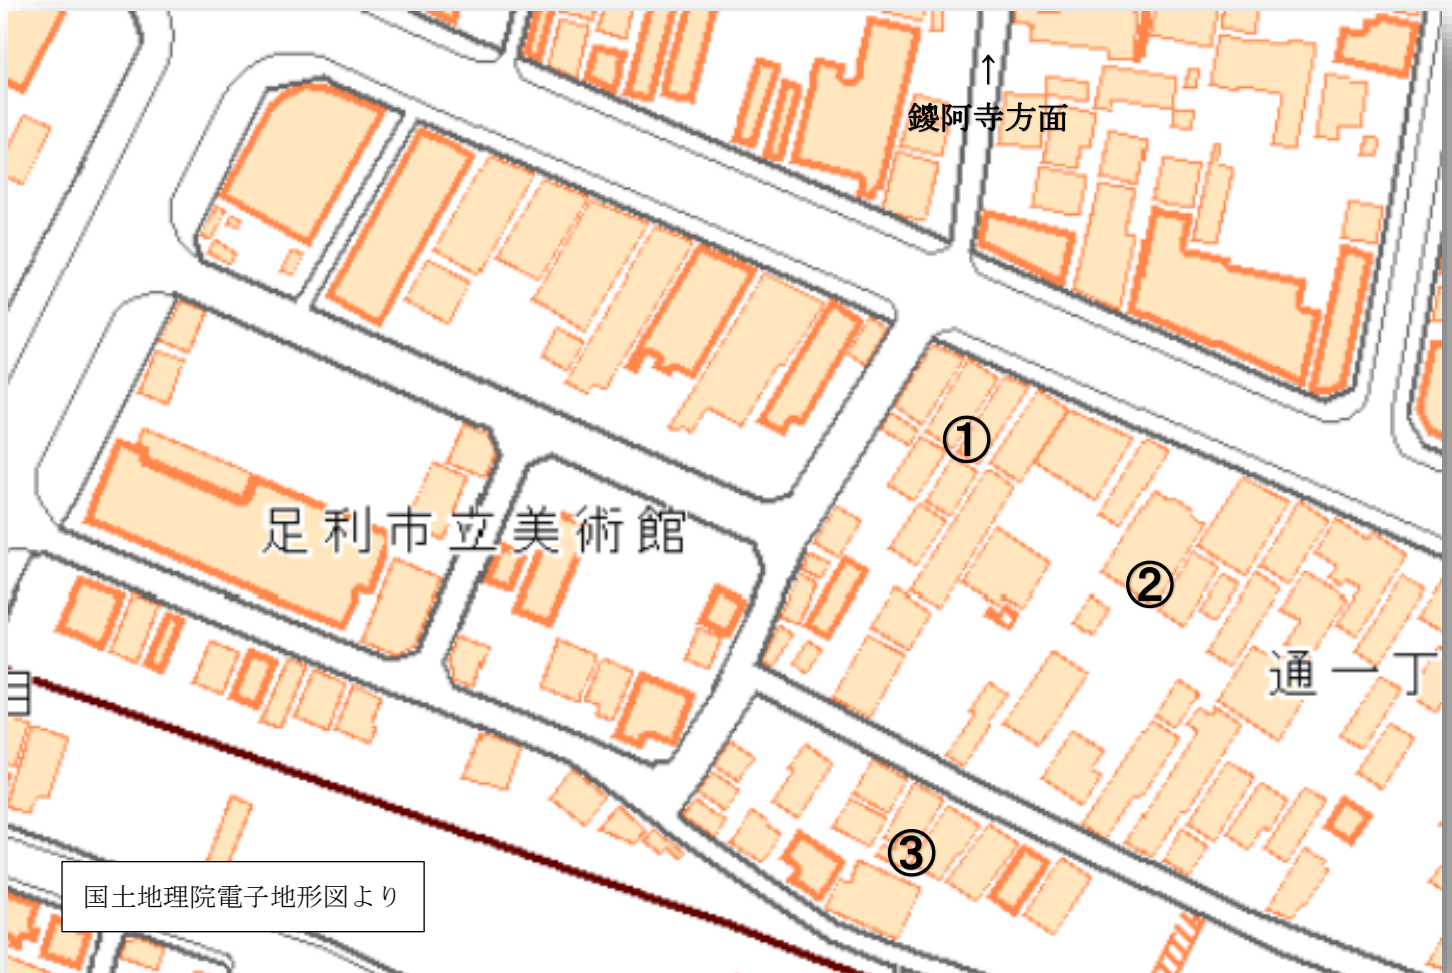 ↑
鑁阿寺方面
①
足利市立美術館
②
通一丁
目
③
国土地理院電子地形図より